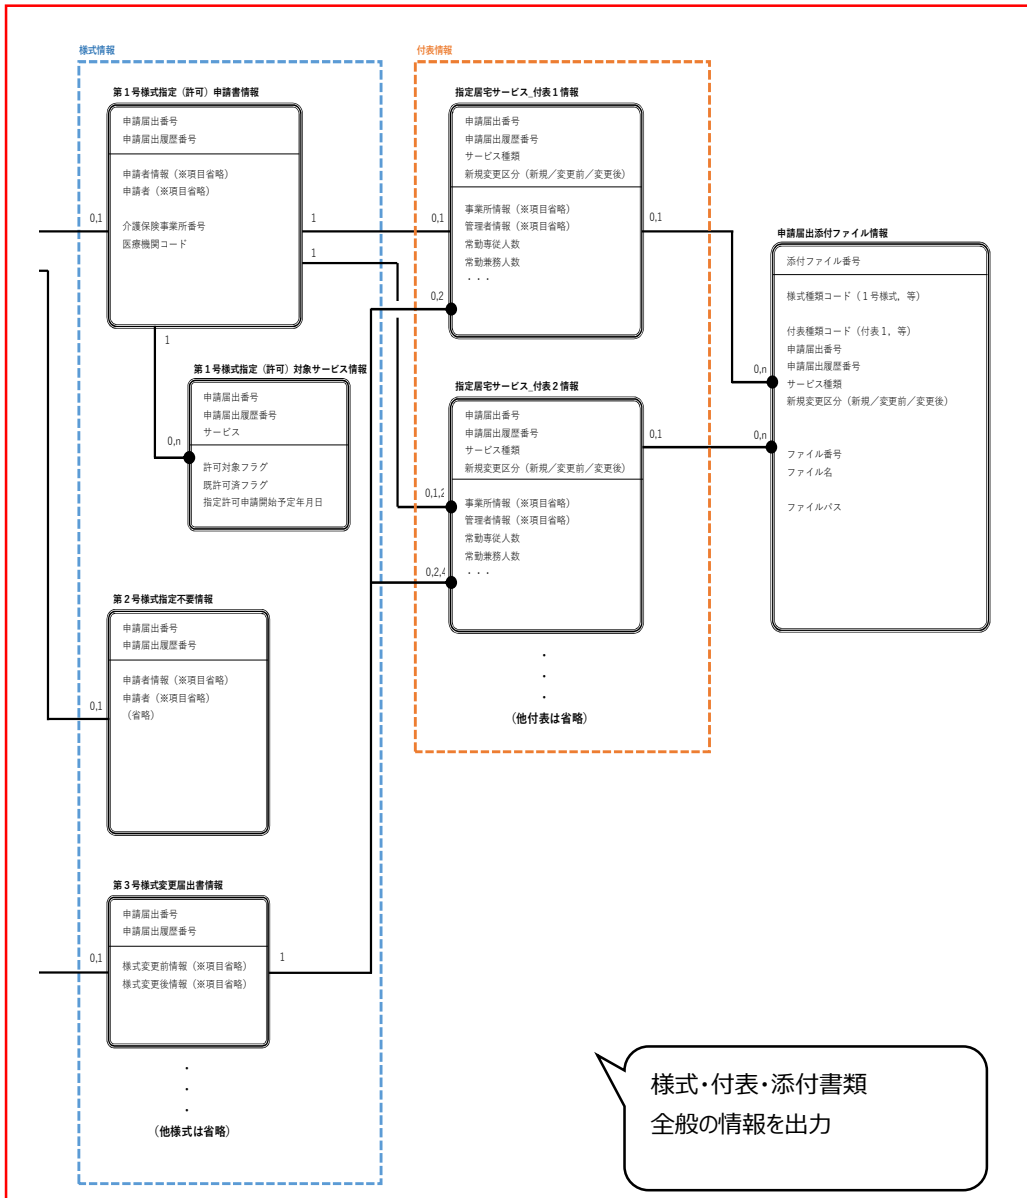 様式情報
第１号様式指定（許可）申請書情報
申請届出番号
申請届出履歴番号
申請者情報（※項目省略）
申請者（※項目省略）
介護保険事業所番号
医療機関コード
0,1
1
1
1
第１号様式指定（許可）対象サービス情報
申請届出番号
申請届出履歴番号
サービス
許可対象フラグ
既許可済フラグ
指定許可申請開始予定年月日
0,n
第２号様式指定不要情報
申請届出番号
申請届出履歴番号
申請者情報（※項目省略）
申請者（※項目省略）
（省略）
0,1
第３号様式変更届出書情報
申請届出番号
申請届出履歴番号
様式変更前情報（※項目省略）
様式変更後情報（※項目省略）
0,1
1
・
・
・
（他様式は省略）
付表情報
指定居宅サービス_付表１情報
申請届出番号
申請届出履歴番号
サービス種類
新規変更区分（新規／変更前／変更後）
事業所情報（※項目省略）
管理者情報（※項目省略）
常勤専従人数
常勤兼務人数
・・・
0,1
0,2
0,1
指定居宅サービス_付表２情報
申請届出番号
申請届出履歴番号
サービス種類
新規変更区分（新規／変更前／変更後）
事業所情報（※項目省略）
管理者情報（※項目省略）
常勤専従人数
常勤兼務人数
・・・
0,1,2
0,2,4
0,1
・
・
・
（他付表は省略）
申請届出添付ファイル情報
添付ファイル番号
様式種類コード（１号様式，等）
付表種類コード（付表１，等）
申請届出番号
申請届出履歴番号
サービス種類
新規変更区分（新規／変更前／変更後）
ファイル番号
ファイル名
ファイルパス
0,n
0,n
様式・付表・添付書類
全般の情報を出力